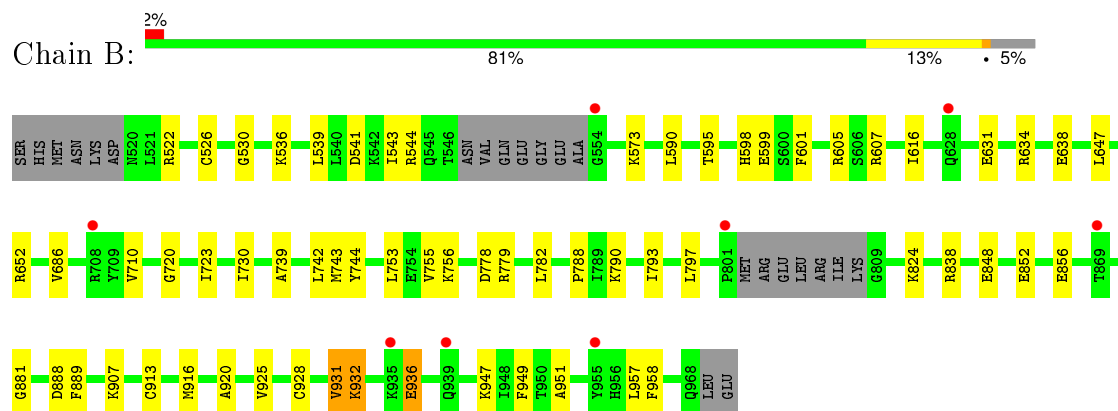 2%
Chain B:
81% 13% • 5%
SER HIS MET ASN LYS ASP N520 L521 R522 C526 G530 K536 L539 L540 D541 K542 I543 R544 Q545 T546 ASN VAL GLN GLU GLY GLU ALA G554 K573 L590 T595 H598 E599 S600 F601 R605 S606 R607 I616 Q628 E631 R634 E638 L647
R652 V686 R708 Y709 V710 G720 I723 I730 A739 L742 M743 Y744 L753 E754 V755 K756 D778 R779 L782 P788 I789 K790 I793 L797 P801 MET ARG GLU LEU ARG ILE LYS G809 K824 R838 E848 E852 E856 T869
G881 D888 F889 K907 C913 M916 A920 V925 C928 V931 K932 K935 E936 Q939 K947 I948 F949 T950 A951 Y955 H956 L957 F958 Q968 LEU GLU